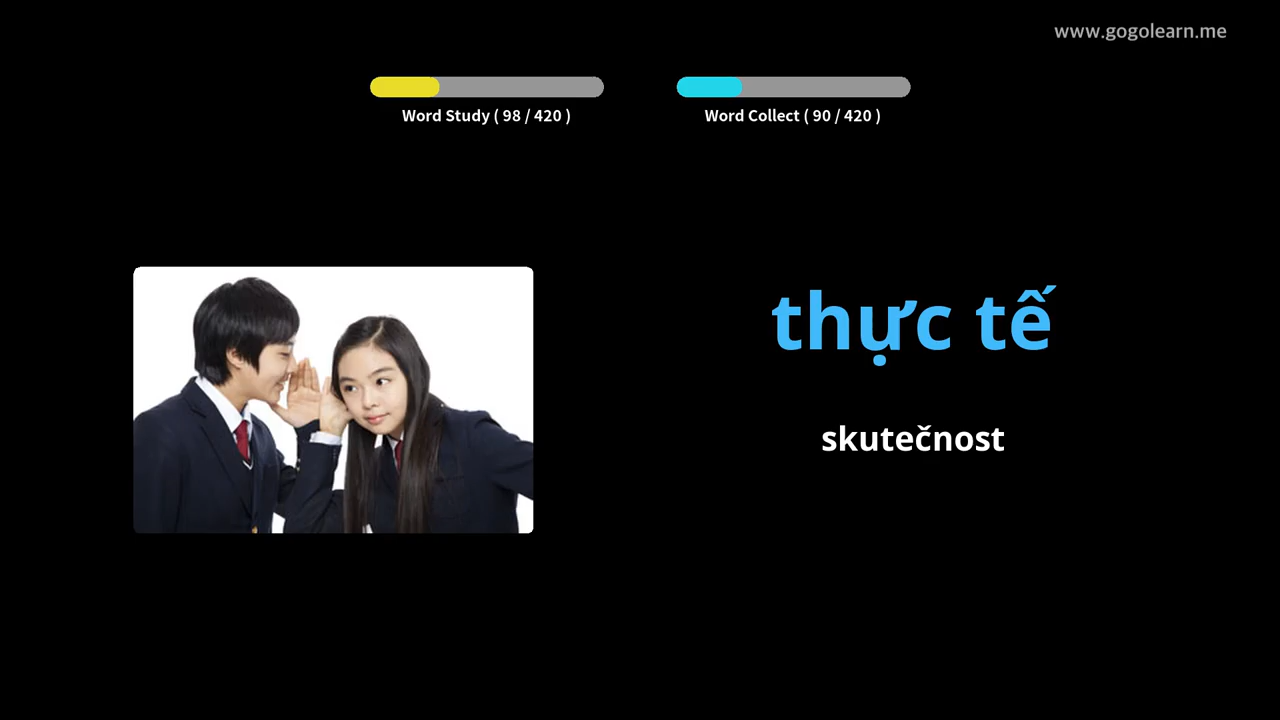 www.gogolearn.me
Word Study ( 98 / 420 )
Word Collect ( 90 / 420 )
thực tế
skutečnost